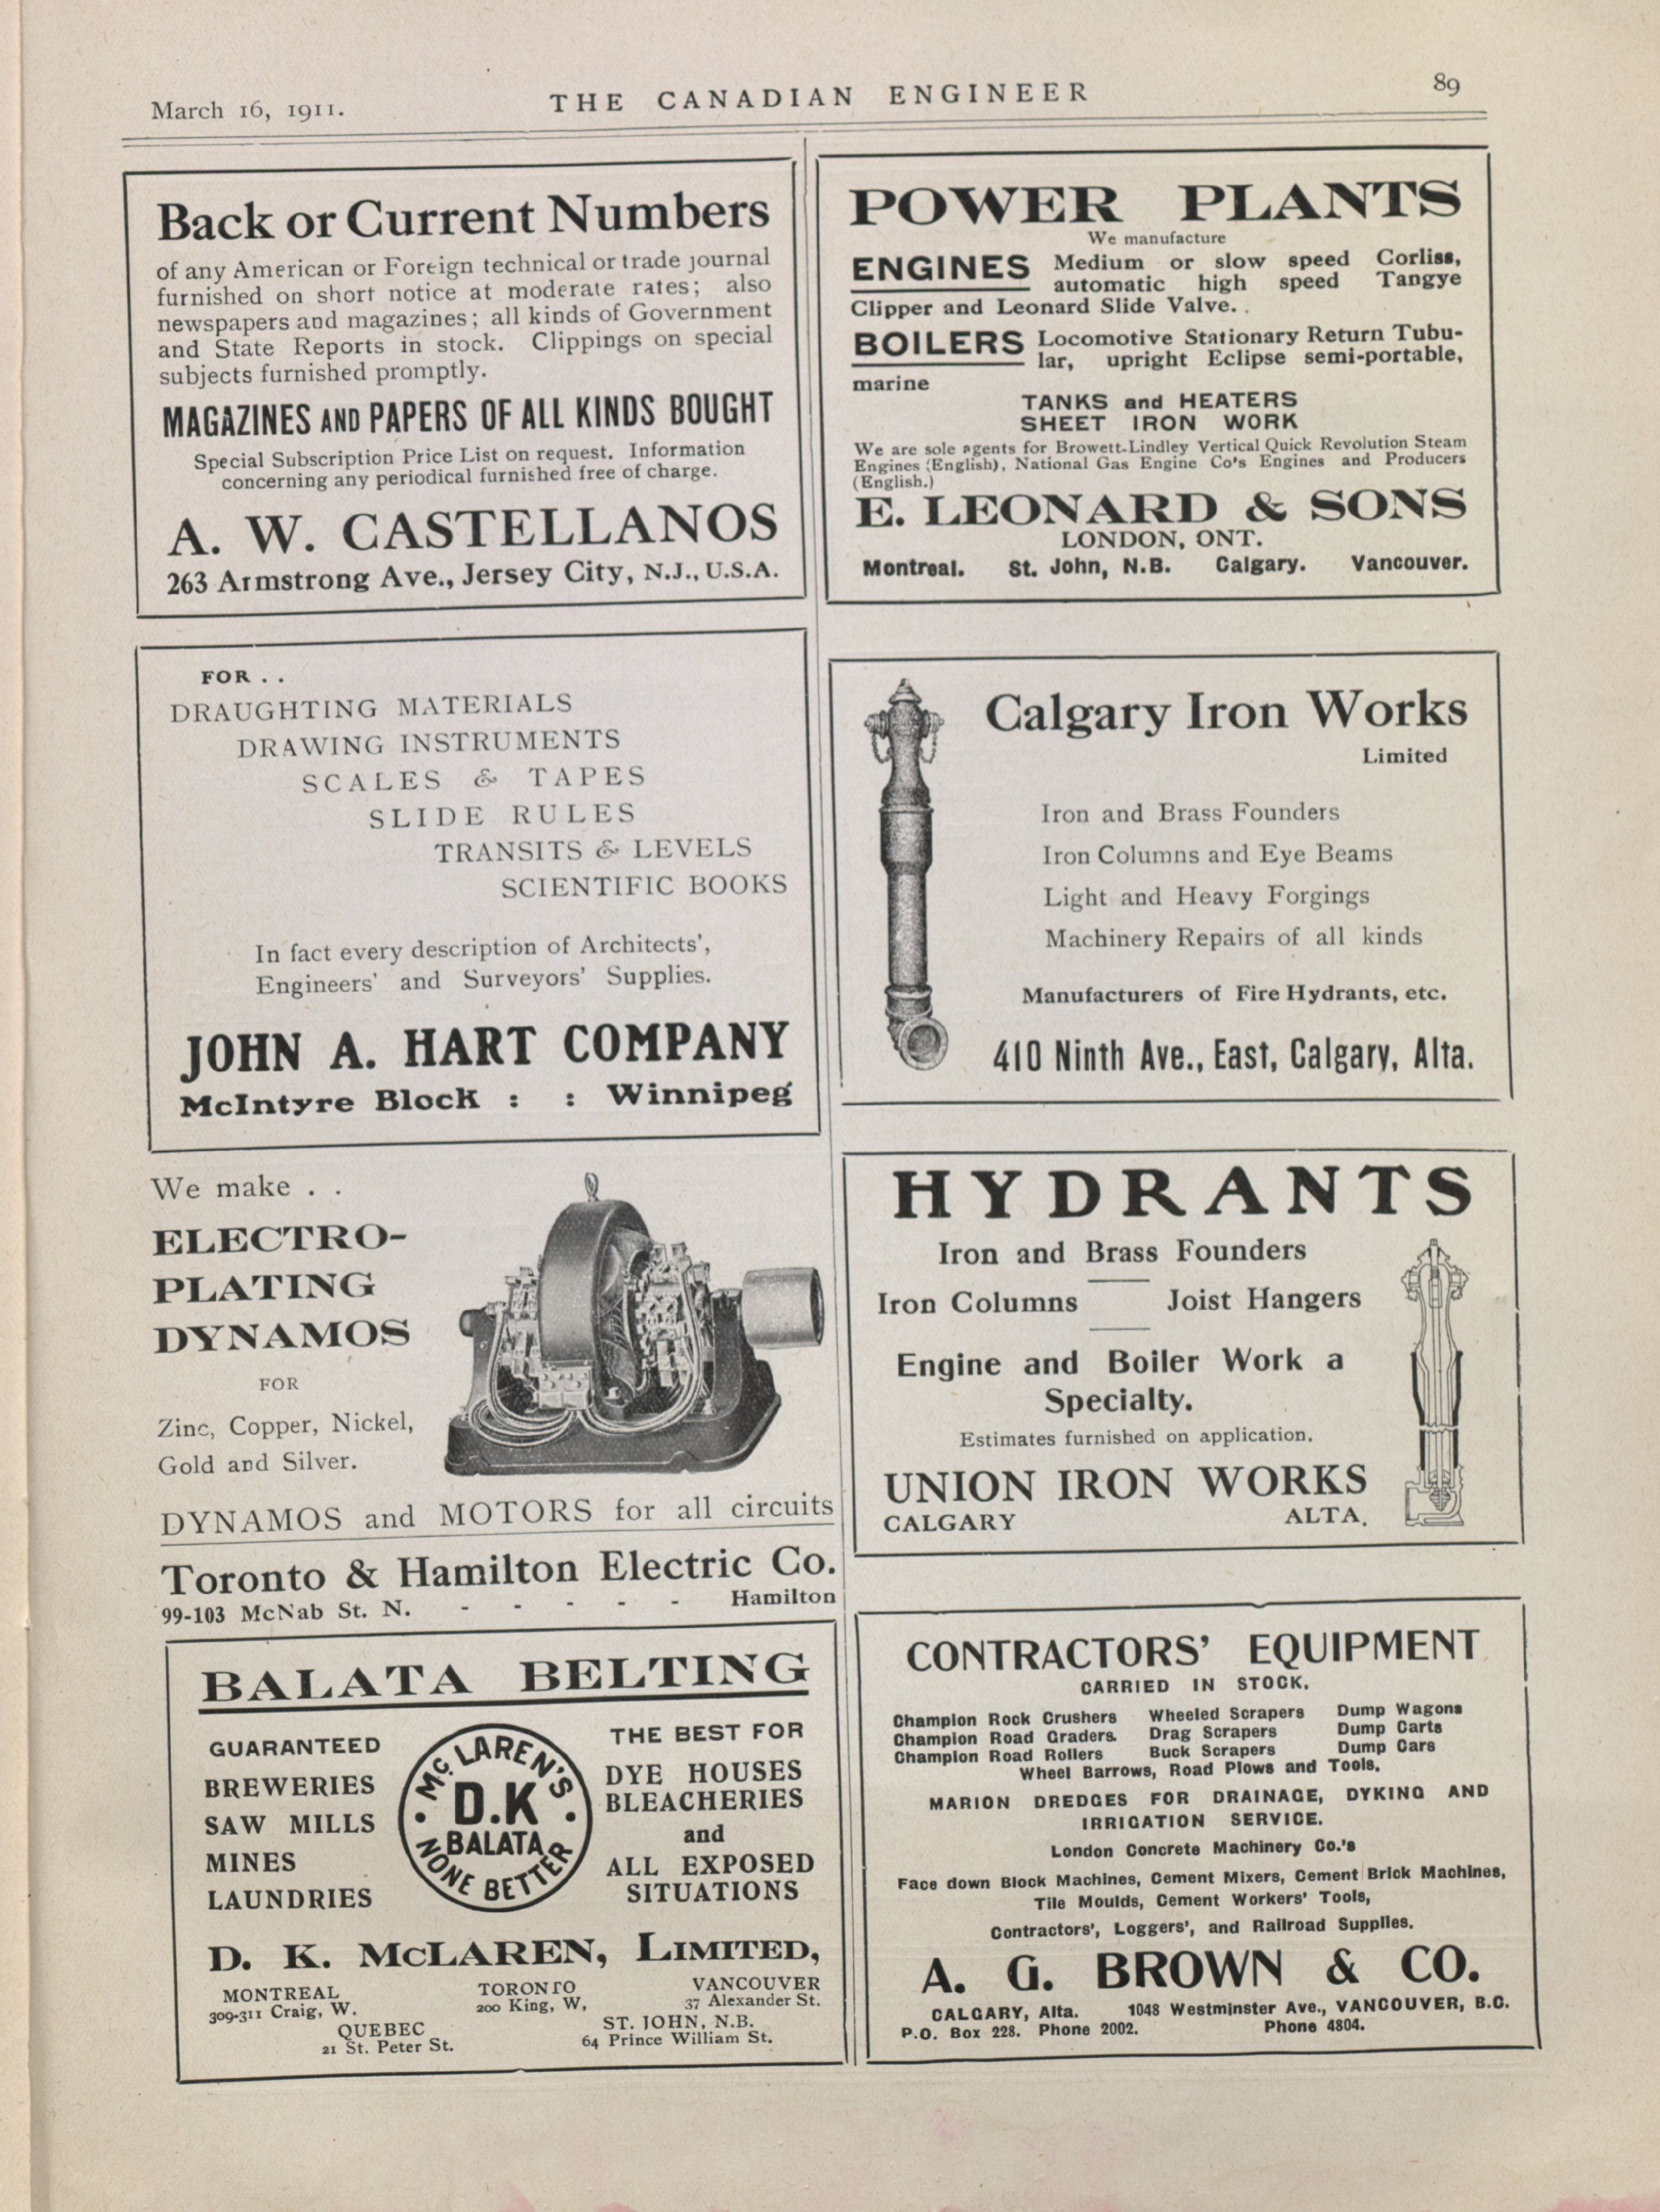 March 16, 1911.
THE CANADIAN ENGINEER
89
Back or Current Numbers
of any American or Foreign technical or trade journal
furnished on short notice at moderate rates; also
newspapers and magazines; all kinds of Government
and State Reports in stock. Clippings on special
subjects furnished promptly.
MAGAZINES AND PAPERS OF ALL KINDS BOUGHT
Special Subscription Price List on request. Information
concerning any periodical furnished free of charge.
A. W. CASTELLANOS
263 Armstrong Ave., Jersey City, N.J., U.S.A.
POWER PLANTS
We manufacture
ENGINES Medium or slow speed Corliss,
automatic high speed Tangye
Clipper and Leonard Slide Valve. .
BOILERS Locomotive Stationary Return Tubu-
lar, upright Eclipse semi-portable,
marine
TANKS and HEATERS
SHEET IRON WORK
We are sole agents for Browett-Lindley Vertical Quick Revolution Steam
Engines (English), National Gas Engine Co's Engines and Producers
(English.)
E. LEONARD & SONS
LONDON, ONT.
Montreal. St. John, N.B. Calgary. Vancouver.
FOR . .
DRAUGHTING MATERIALS
DRAWING INSTRUMENTS
SCALES & TAPES
SLIDE RULES
TRANSITS & LEVELS
SCIENTIFIC BOOKS
In fact every description of Architects',
Engineers' and Surveyors' Supplies.
JOHN A. HART COMPANY
McIntyre Block : : Winnipeg
Calgary Iron Works
Limited
Iron and Brass Founders
Iron Columns and Eye Beams
Light and Heavy Forgings
Machinery Repairs of all kinds
Manufacturers of Fire Hydrants, etc.
410 Ninth Ave., East, Calgary, Alta.
We make . .
ELECTRO-
PLATING
DYNAMOS
FOR
Zinc, Copper, Nickel,
Gold and Silver.
DYNAMOS and MOTORS for all circuits
Toronto & Hamilton Electric Co.
99-103 McNab St. N. - - - - - Hamilton
HYDRANTS
Iron and Brass Founders
Iron Columns Joist Hangers
Engine and Boiler Work a
Specialty.
Estimates furnished on application.
UNION IRON WORKS
CALGARY ALTA.
BALATA BELTING
GUARANTEED
BREWERIES
SAW MILLS
MINES
LAUNDRIES
MCLAREN'S
D.K
BALATA
NONE BETTER
THE BEST FOR
DYE HOUSES
BLEACHERIES
and
ALL EXPOSED
SITUATIONS
D. K. MCLAREN, LIMITED,
MONTREAL TORONTO VANCOUVER
309-311 Craig, W. 200 King, W, 37 Alexander St.
QUEBEC ST. JOHN, N.B.
21 St. Peter St. 64 Prince William St.
CONTRACTORS' EQUIPMENT
CARRIED IN STOCK.
Champion Rock Crushers Wheeled Scrapers Dump Wagons
Champion Road Graders Drag Scrapers Dump Carts
Champion Road Rollers Buck Scrapers Dump Cars
Wheel Barrows, Road Plows and Tools.
MARION DREDGES FOR DRAINAGE, DYKING AND
IRRIGATION SERVICE.
London Concrete Machinery Co.'s
Face down Block Machines, Cement Mixers, Cement Brick Machines,
Tile Moulds, Cement Workers' Tools,
Contractors', Loggers', and Railroad Supplies.
A. G. BROWN & CO.
CALGARY, Alta. 1048 Westminster Ave., VANCOUVER, B.C.
P.O. Box 228. Phone 2002. Phone 4804.